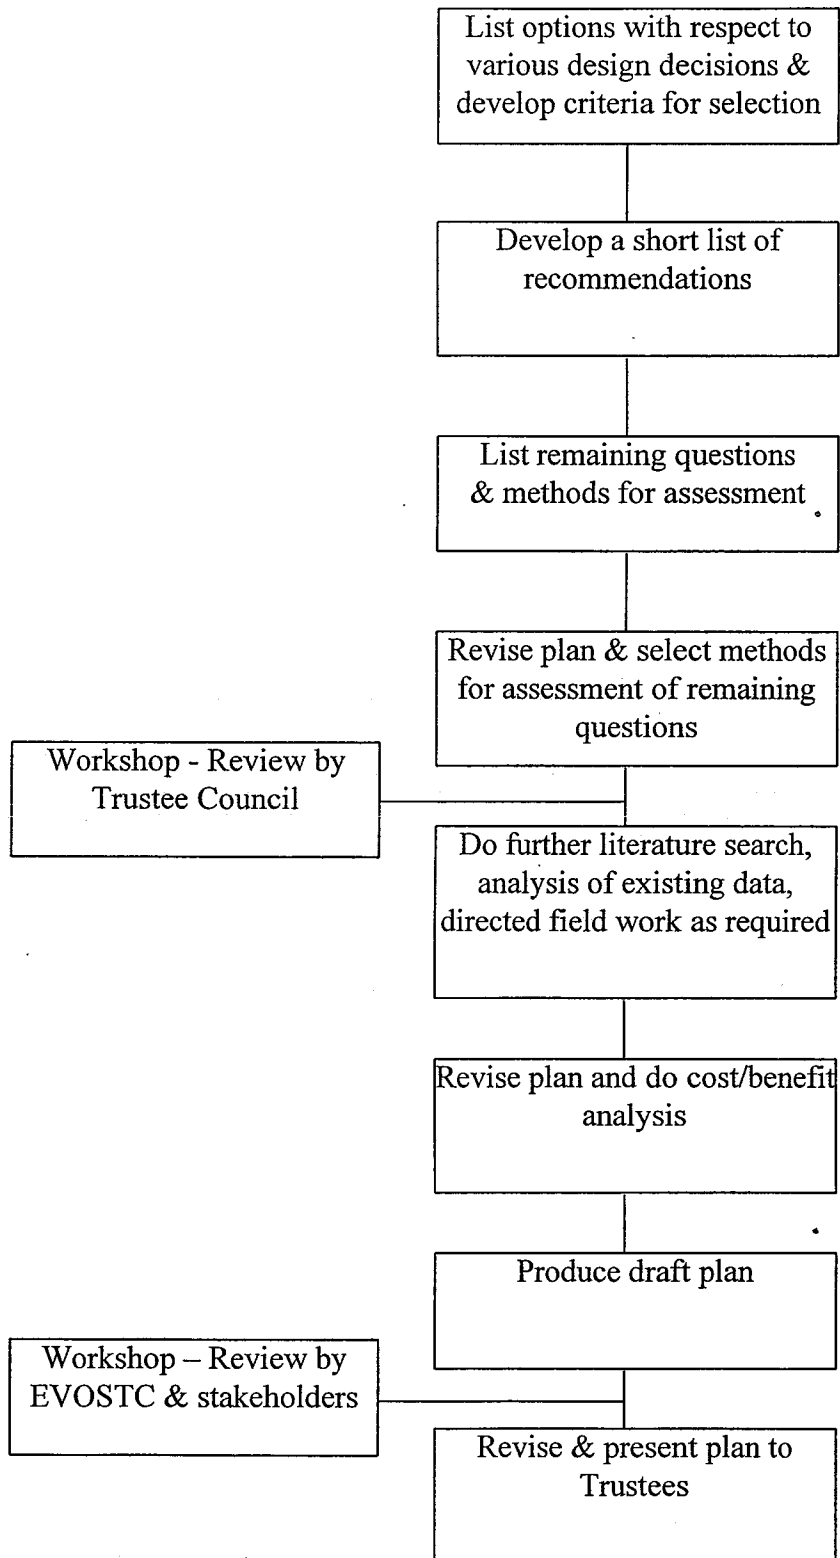 List options with respect to
various design decisions &
develop criteria for selection
Develop a short list of
recommendations
List remaining questions
& methods for assessment
Revise plan & select methods
for assessment of remaining
questions
Workshop - Review by
Trustee Council
Do further literature search,
analysis of existing data,
directed field work as required
Revise plan and do cost/benefit
analysis
Produce draft plan
Workshop – Review by
EVOSTC & stakeholders
Revise & present plan to
Trustees